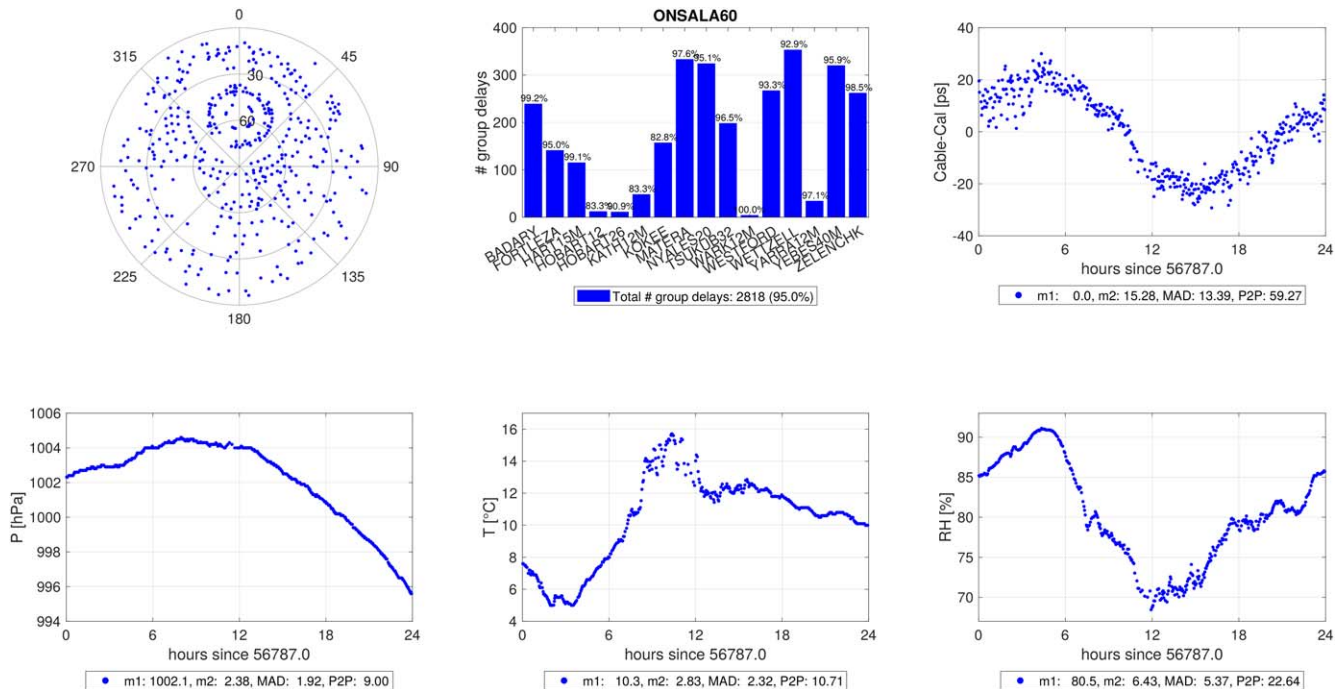 0
45
90
135
180
225
270
315
30
60
ONSALA60
# group delays
400
300
200
100
0
99.2%
95.0%
99.1%
83.3%
90.9%
83.3%
82.8%
97.6%
95.1%
96.5%
00.0%
93.3%
92.9%
97.1%
95.9%
98.5%
BADARY
FORTLEZA
HART15M
HOBART12
HOBART26
KATH12M
KOKEE
MATERA
NYALES20
TSUKUB32
WARK12M
WESTFORD
WETTZELL
YARRA12M
YEBES40M
ZELENCHK
Total # group delays: 2818 (95.0%)
Cable-Cal [ps]
40
20
0
-20
-40
0 6 12 18 24
hours since 56787.0
m1: 0.0, m2: 15.28, MAD: 13.39, P2P: 59.27
P [hPa]
1006
1004
1002
1000
998
996
994
0 6 12 18 24
hours since 56787.0
m1: 1002.1, m2: 2.38, MAD: 1.92, P2P: 9.00
T [°C]
16
14
12
10
8
6
4
0 6 12 18 24
hours since 56787.0
m1: 10.3, m2: 2.83, MAD: 2.32, P2P: 10.71
RH [%]
90
85
80
75
70
0 6 12 18 24
hours since 56787.0
m1: 80.5, m2: 6.43, MAD: 5.37, P2P: 22.64